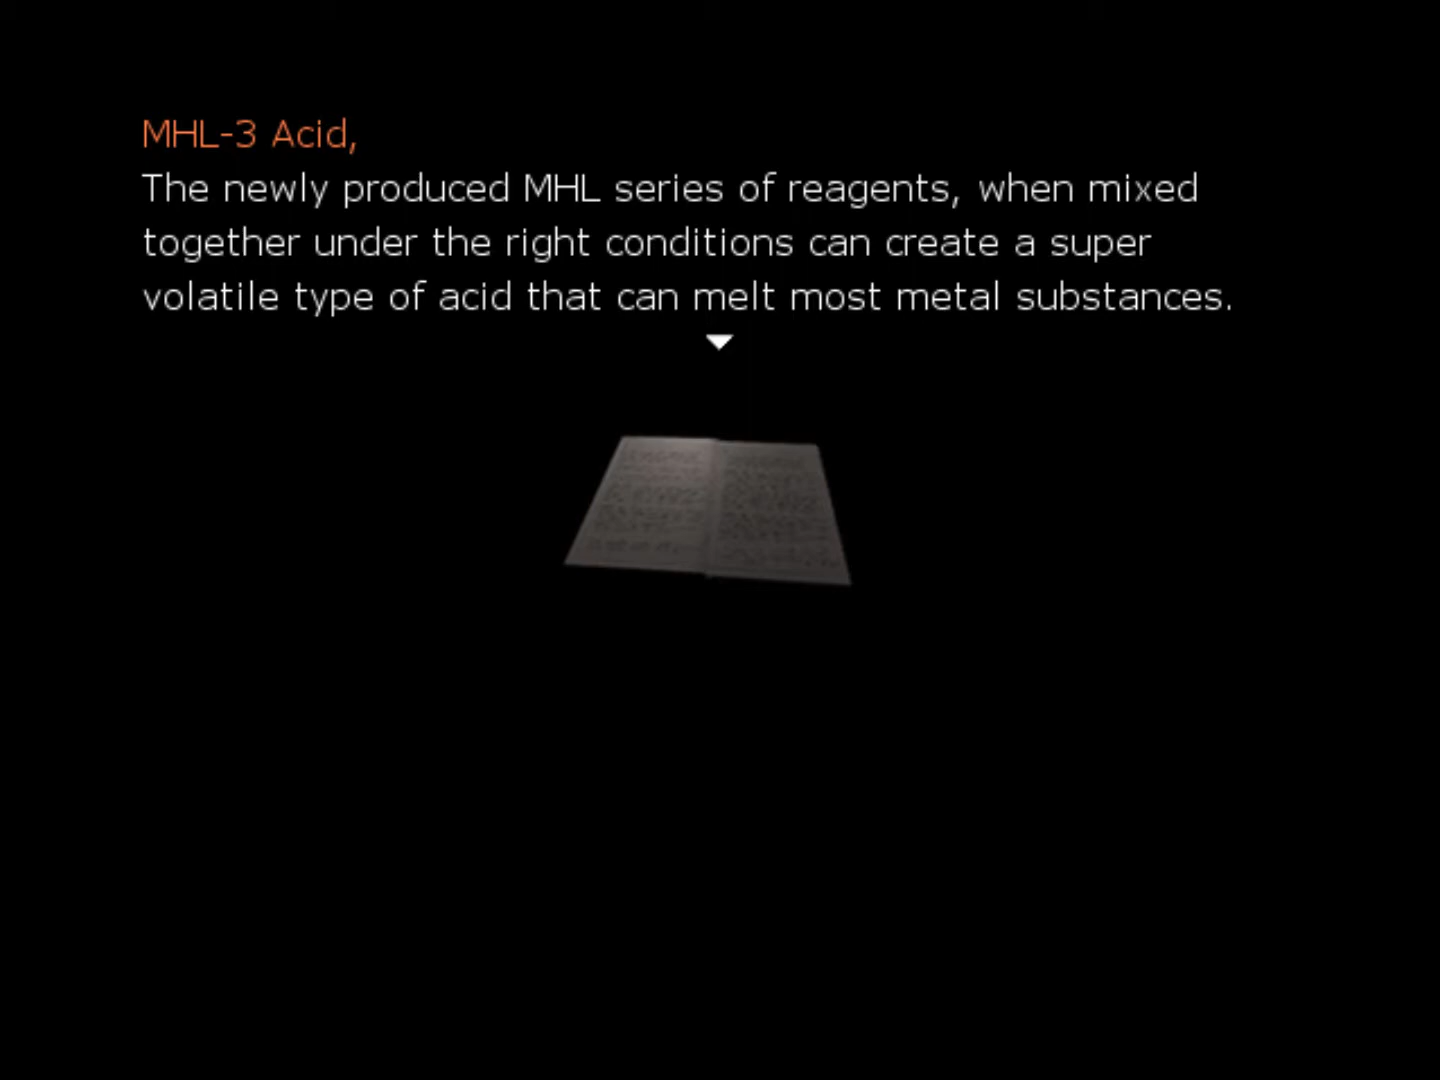 MHL-3 Acid,
The newly produced MHL series of reagents, when mixed
together under the right conditions can create a super
volatile type of acid that can melt most metal substances.